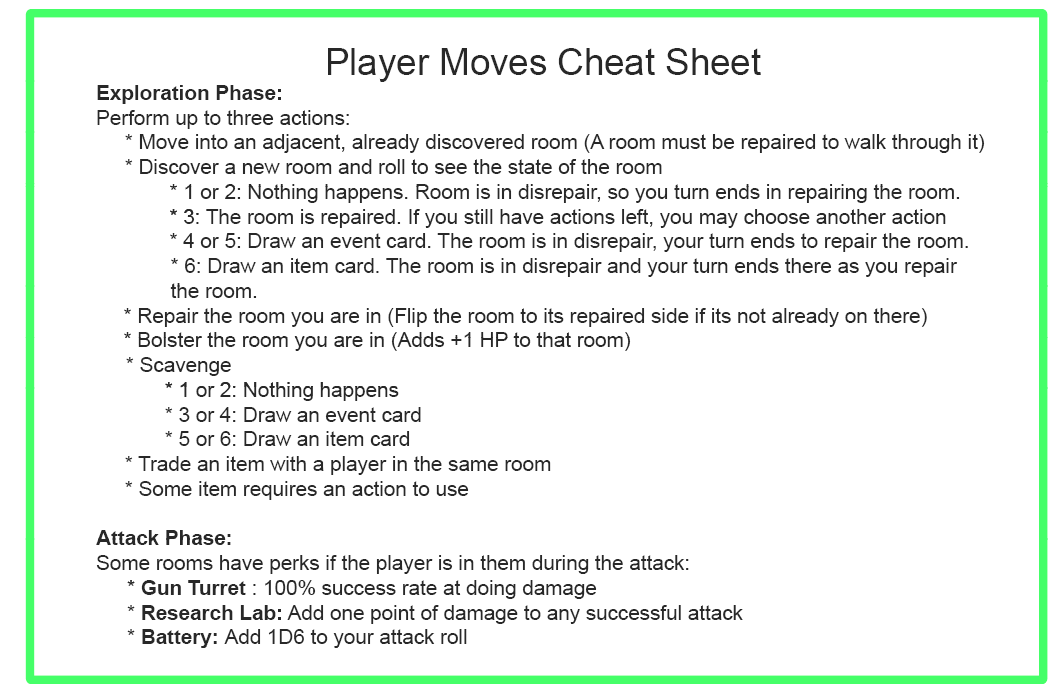 Player Moves Cheat Sheet
Exploration Phase:
Perform up to three actions:
* Move into an adjacent, already discovered room (A room must be repaired to walk through it)
* Discover a new room and roll to see the state of the room
* 1 or 2: Nothing happens. Room is in disrepair, so you turn ends in repairing the room.
* 3: The room is repaired. If you still have actions left, you may choose another action
* 4 or 5: Draw an event card. The room is in disrepair, your turn ends to repair the room.
* 6: Draw an item card. The room is in disrepair and your turn ends there as you repair
the room.
* Repair the room you are in (Flip the room to its repaired side if its not already on there)
* Bolster the room you are in (Adds +1 HP to that room)
* Scavenge
* 1 or 2: Nothing happens
* 3 or 4: Draw an event card
* 5 or 6: Draw an item card
* Trade an item with a player in the same room
* Some item requires an action to use
Attack Phase:
Some rooms have perks if the player is in them during the attack:
* Gun Turret : 100% success rate at doing damage
* Research Lab: Add one point of damage to any successful attack
* Battery: Add 1D6 to your attack roll